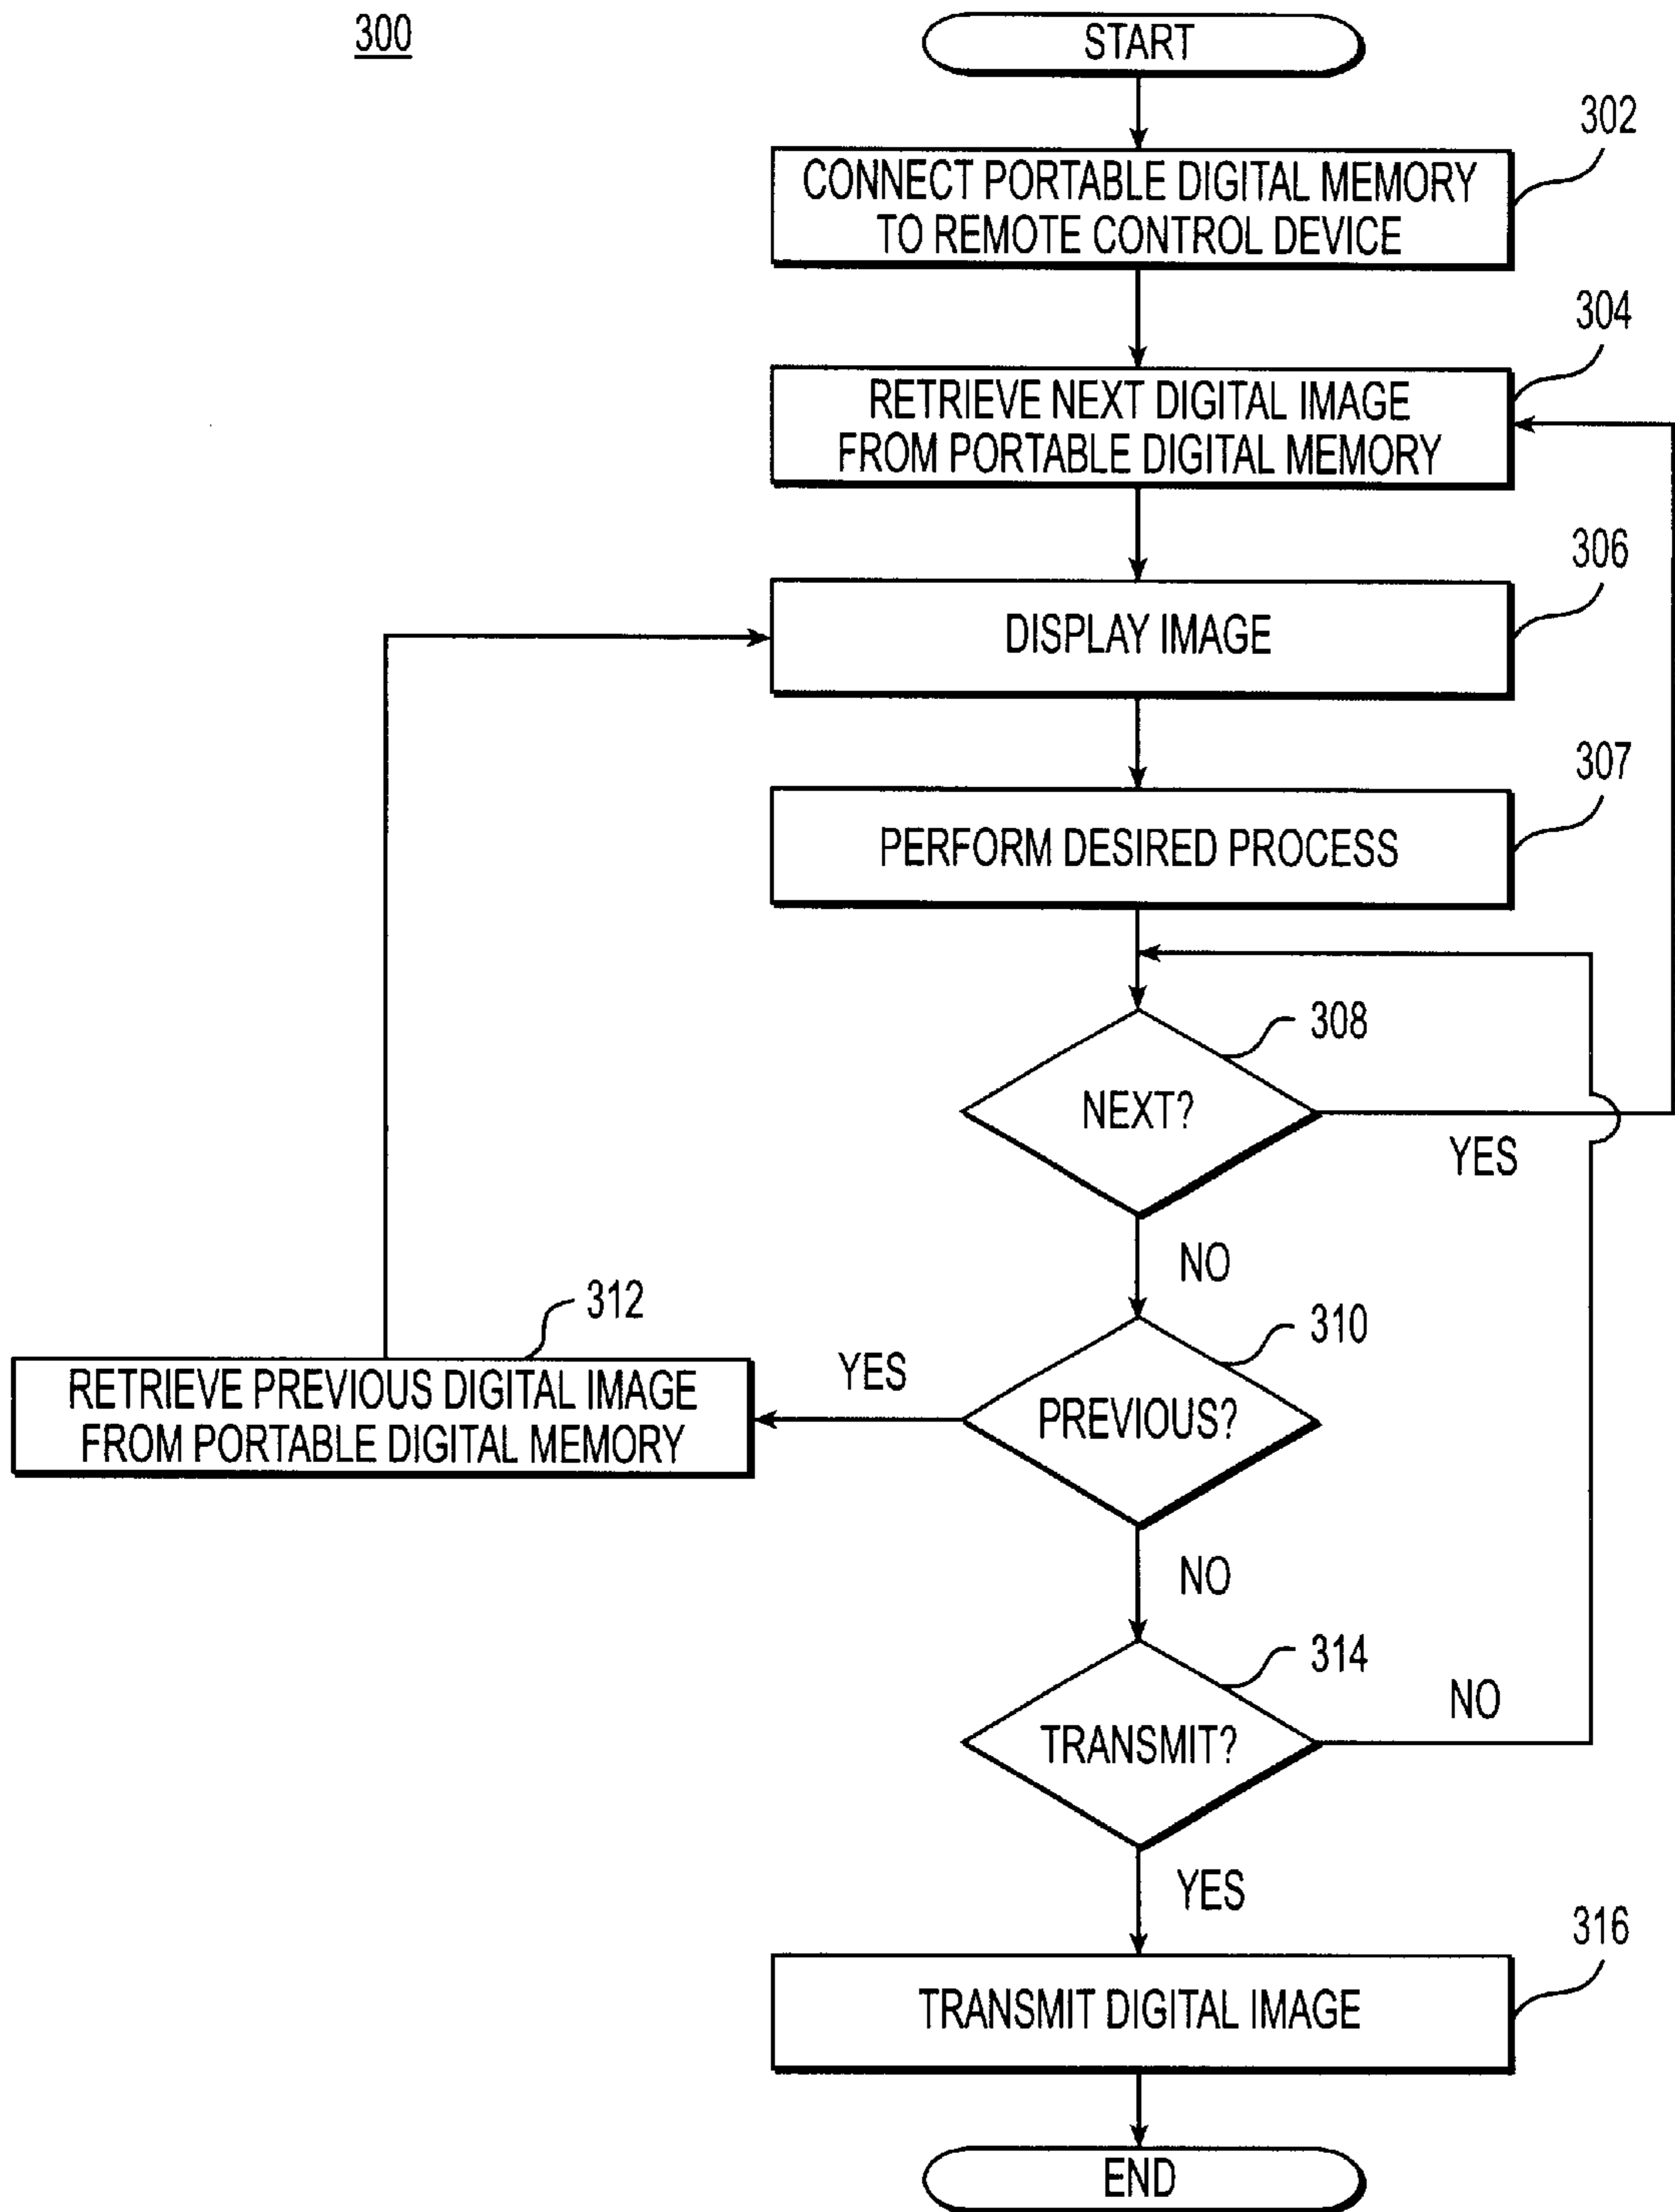 300
START
302
CONNECT PORTABLE DIGITAL MEMORY
TO REMOTE CONTROL DEVICE
304
RETRIEVE NEXT DIGITAL IMAGE
FROM PORTABLE DIGITAL MEMORY
306
DISPLAY IMAGE
307
PERFORM DESIRED PROCESS
308
NEXT?
YES
NO
312
310
RETRIEVE PREVIOUS DIGITAL IMAGE
FROM PORTABLE DIGITAL MEMORY
YES
PREVIOUS?
NO
314
TRANSMIT?
NO
YES
316
TRANSMIT DIGITAL IMAGE
END